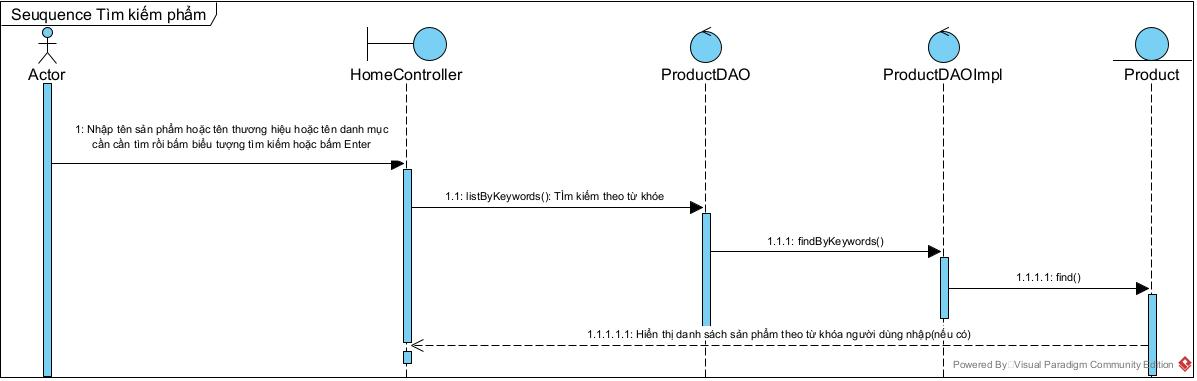 Seuquence Tìm kiếm phẩm
Actor
HomeController
ProductDAO
ProductDAOImpl
Product
1: Nhập tên sản phẩm hoặc tên thương hiệu hoặc tên danh mục
cần cần tìm rồi bấm biểu tượng tìm kiếm hoặc bấm Enter
1.1: listByKeywords(): TÌm kiếm theo từ khóe
1.1.1: findByKeywords()
1.1.1.1: find()
1.1.1.1.1: Hiển thị danh sách sản phẩm theo từ khóa người dùng nhập(nếu có)
Powered By Visual Paradigm Community Edition